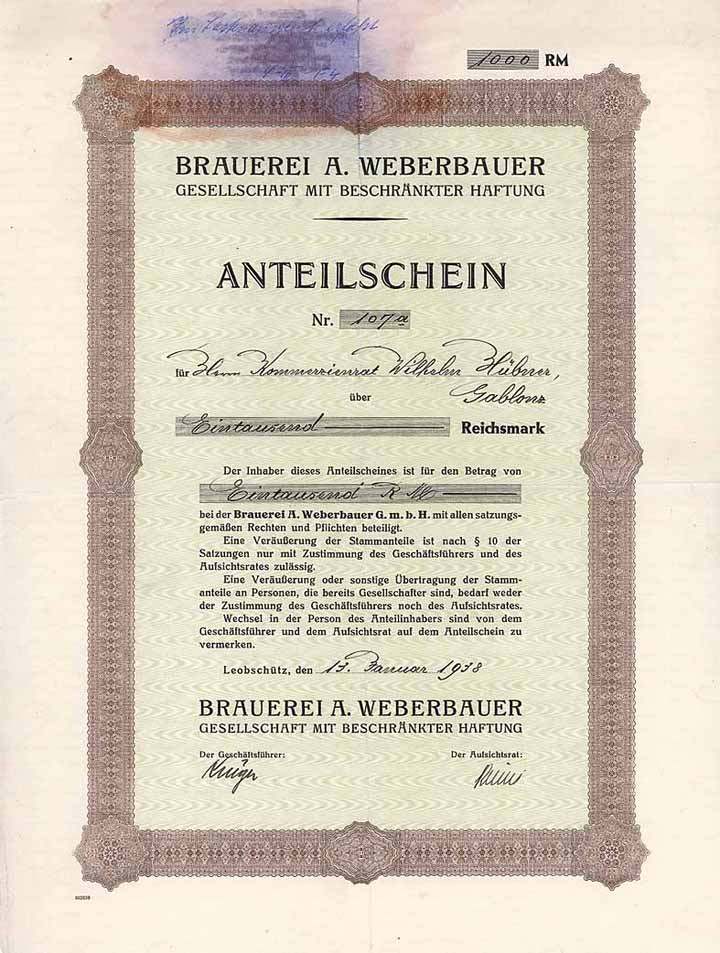 1000 RM
BRAUEREI A. WEBERBAUER
GESELLSCHAFT MIT BESCHRÄNKTER HAFTUNG
ANTEILSCHEIN
Nr. 107a
für Herrn Kommerzienrat Wilhelm Hübner,
über Gablonz
Eintausend Reichsmark
Der Inhaber dieses Anteilscheines ist für den Betrag von
Eintausend RM
bei der Brauerei A. Weberbauer G. m. b. H. mit allen satzungs-
gemäßen Rechten und Pflichten beteiligt.
Eine Veräußerung der Stammanteile ist nach § 10 der
Satzungen nur mit Zustimmung des Geschäftsführers und des
Aufsichtsrates zulässig.
Eine Veräußerung oder sonstige Übertragung der Stamm-
anteile an Personen, die bereits Gesellschafter sind, bedarf weder
der Zustimmung des Geschäftsführers noch des Aufsichtsrates.
Wechsel in der Person des Anteilinhabers sind von dem
Geschäftsführer und dem Aufsichtsrat auf dem Anteilschein zu
vermerken.
Leobschütz, den 13. Januar 1938
BRAUEREI A. WEBERBAUER
GESELLSCHAFT MIT BESCHRÄNKTER HAFTUNG
Der Geschäftsführer: Der Aufsichtsrat:
Krüger